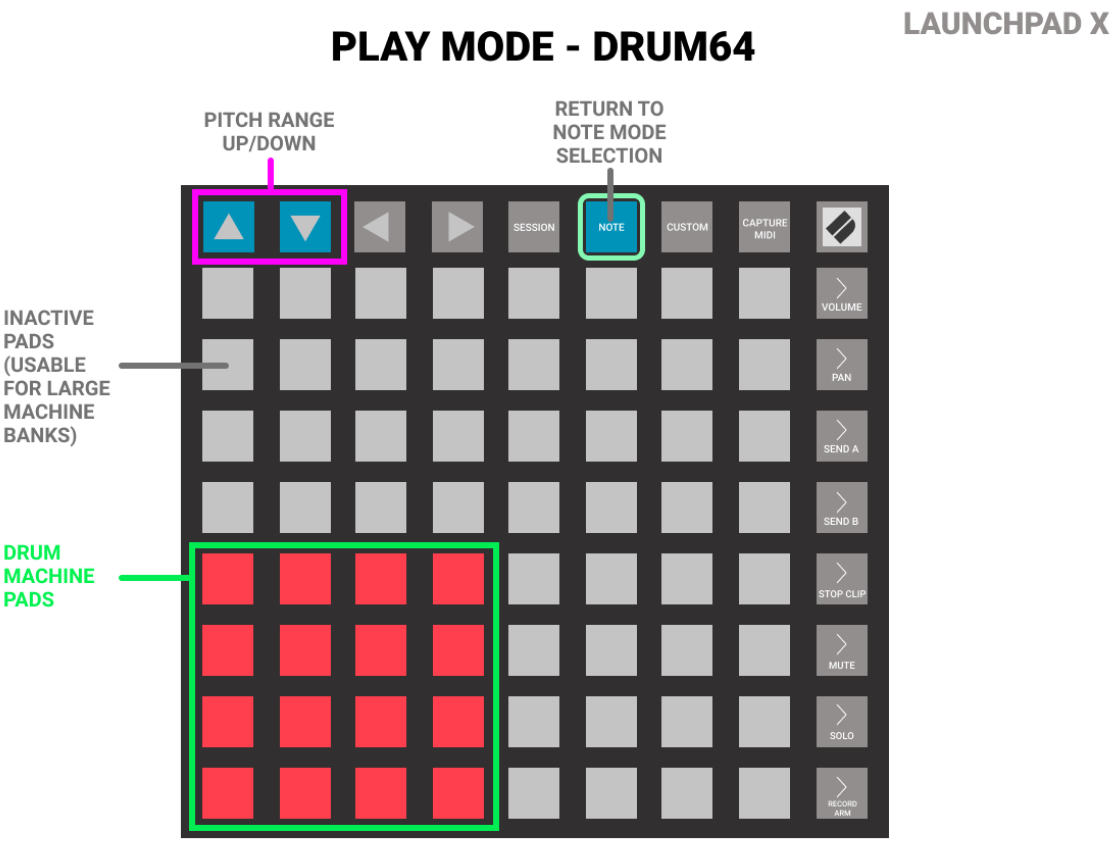 LAUNCHPAD X
PLAY MODE - DRUM64
PITCH RANGE
UP/DOWN
RETURN TO
NOTE MODE
SELECTION
SESSION
NOTE
CUSTOM
CAPTURE
MIDI
VOLUME
INACTIVE
PADS
(USABLE
FOR LARGE
MACHINE
BANKS)
PAN
SEND A
SEND B
DRUM
MACHINE
PADS
STOP CLIP
MUTE
SOLO
RECORD
ARM